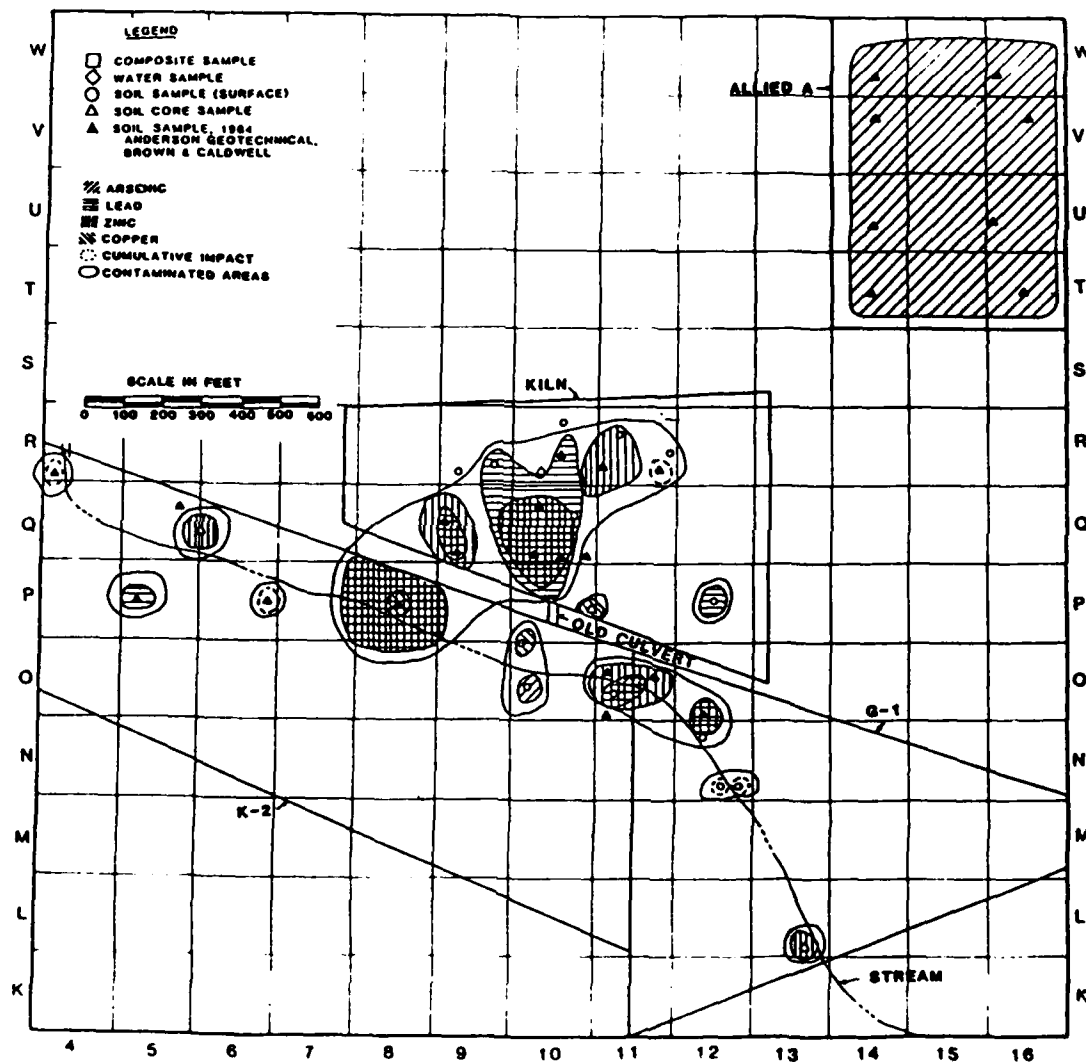 LEGEND
COMPOSITE SAMPLE
WATER SAMPLE
SOIL SAMPLE (SURFACE)
SOIL CORE SAMPLE
SOIL SAMPLE, 1984
ANDERSON GEOTECHNICAL,
BROWN & CALDWELL
ARSENIC
LEAD
ZINC
COPPER
CUMULATIVE IMPACT
CONTAMINATED AREAS
SCALE IN FEET
0 100 200 300 400 500 600
ALLIED A
KILN
OLD CULVERT
G-1
K-2
STREAM
W
V
U
T
S
R
Q
P
O
N
M
L
K
W
V
U
T
S
R
Q
P
O
N
M
L
K
4 5 6 7 8 9 10 11 12 13 14 15 16